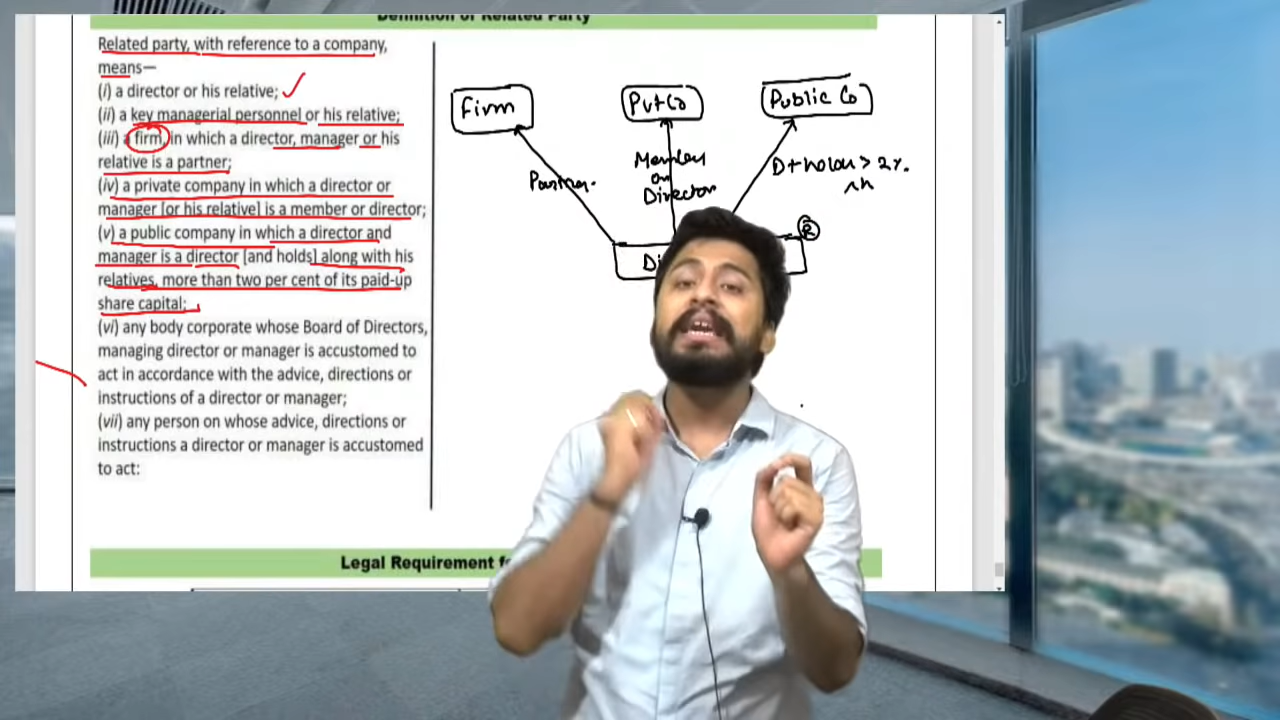 Definition of Related Party
Related party, with reference to a company,
means—
(i) a director or his relative;
(ii) a key managerial personnel or his relative;
(iii) a firm, in which a director, manager or his
relative is a partner;
(iv) a private company in which a director or
manager [or his relative] is a member or director;
(v) a public company in which a director and
manager is a director [and holds] along with his
relatives, more than two per cent of its paid-up
share capital;
(vi) any body corporate whose Board of Directors,
managing director or manager is accustomed to
act in accordance with the advice, directions or
instructions of a director or manager;
(vii) any person on whose advice, directions or
instructions a director or manager is accustomed
to act:
Firm
Pvt Co
Public Co
Partner.
Member
or
Director
D + holds > 2%.
R
Di
Legal Requirement f